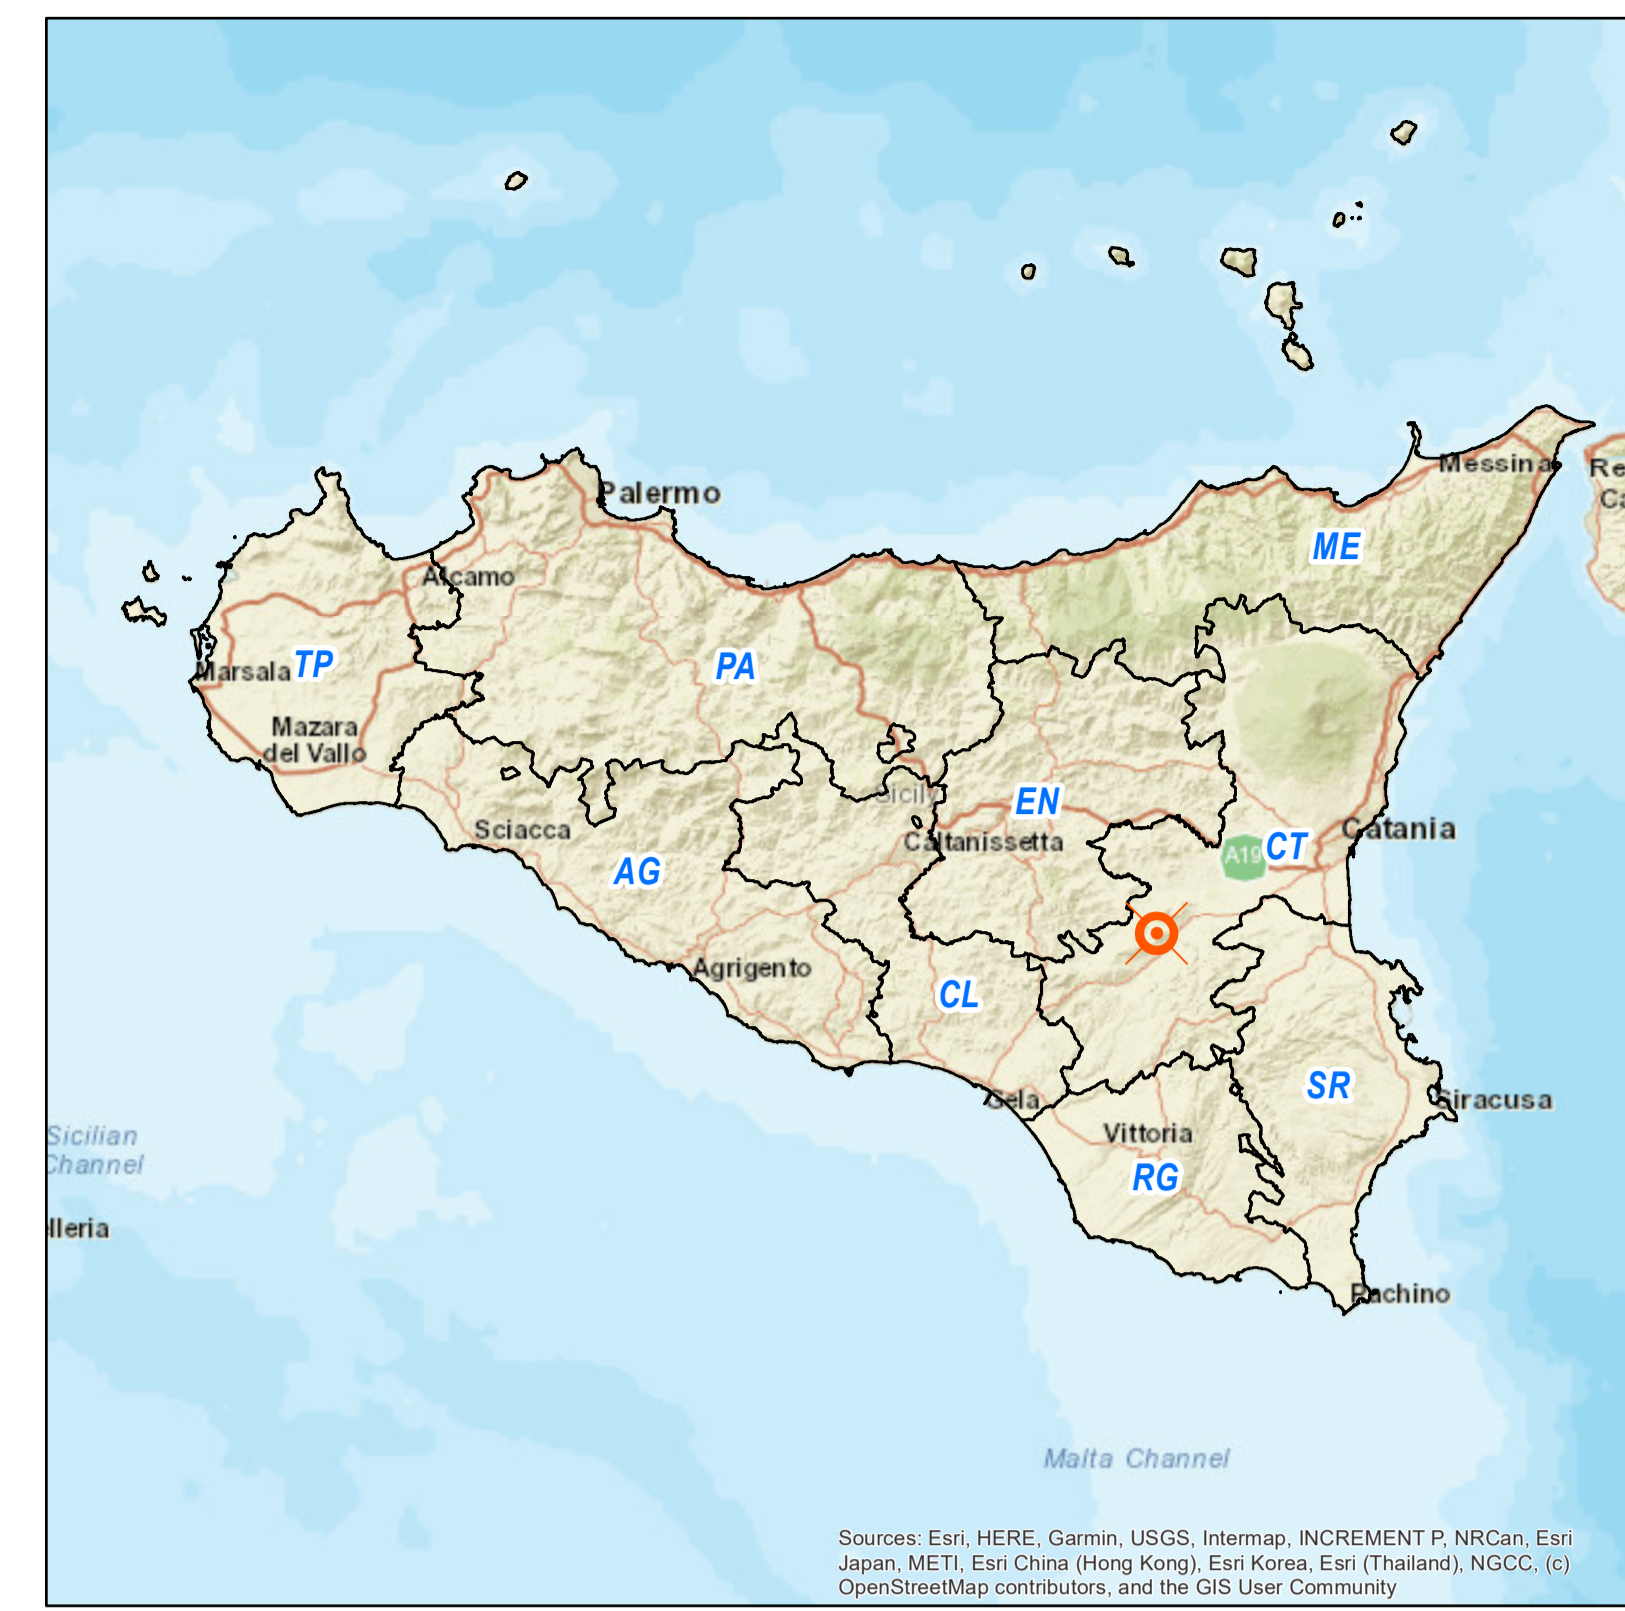 Palermo
Messina
Re
Ca
ME
Alcamo
TP
Marsala
PA
Mazara
del Vallo
Sicily
EN
Sciacca
Caltanissetta
Catania
A19
CT
AG
Agrigento
CL
Gela
SR
Siracusa
Sicilian
Channel
Vittoria
RG
lleria
Pachino
Malta Channel
Sources: Esri, HERE, Garmin, USGS, Intermap, INCREMENT P, NRCan, Esri
Japan, METI, Esri China (Hong Kong), Esri Korea, Esri (Thailand), NGCC, (c)
OpenStreetMap contributors, and the GIS User Community